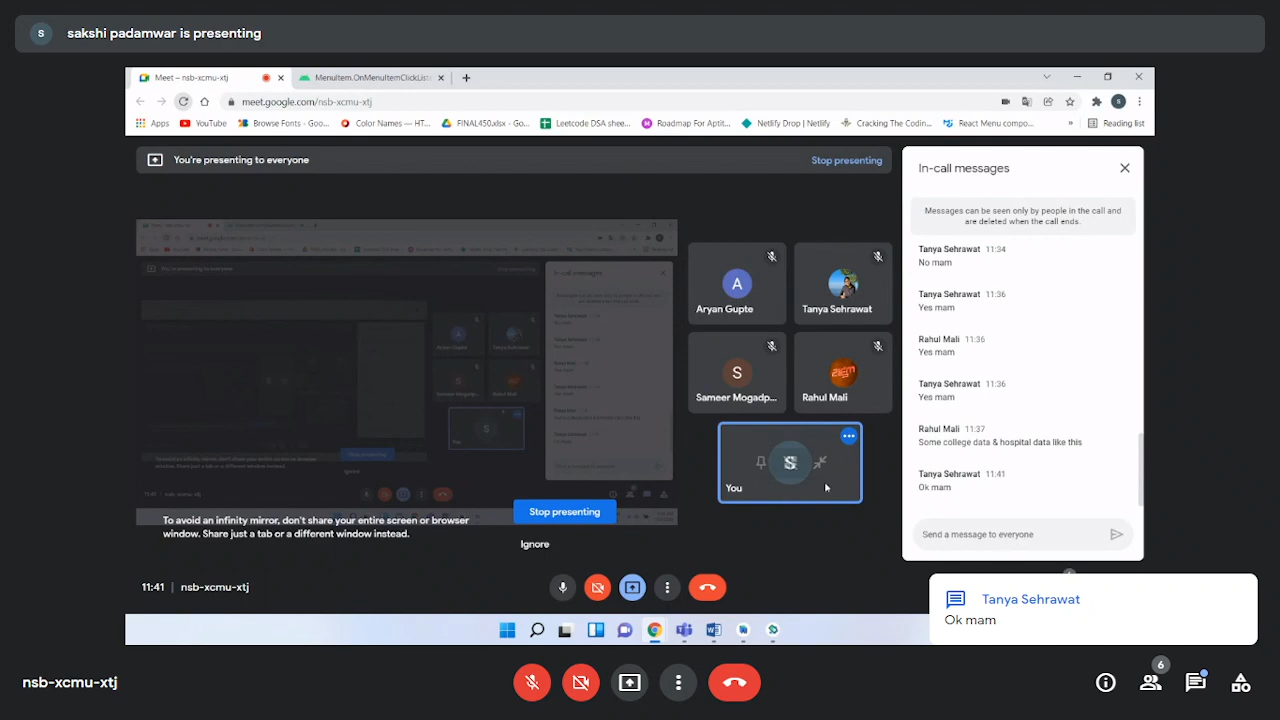 S sakshi padamwar is presenting
Meet – nsb-xcmu-xtj
MenuItem.OnMenuItemClickList
meet.google.com/nsb-xcmu-xtj
S
Apps YouTube Browse Fonts - Goo... Color Names — HT... FINAL450.xlsx - Go... Leetcode DSA shee... Roadmap For Aptit... Netlify Drop | Netlify Cracking The Codin... React Menu compo... » Reading list
You're presenting to everyone
Stop presenting
In-call messages
Messages can be seen only by people in the call and
are deleted when the call ends.
Tanya Sehrawat 11:34
No mam
Tanya Sehrawat 11:36
Yes mam
Rahul Mali 11:36
Yes mam
Tanya Sehrawat 11:36
Yes mam
Rahul Mali 11:37
Some college data & hospital data like this
Tanya Sehrawat 11:41
Ok mam
Send a message to everyone
A
Aryan Gupte
Tanya Sehrawat
S
Sameer Mogadp...
Rahul Mali
S
You
To avoid an infinity mirror, don't share your entire screen or browser
window. Share just a tab or a different window instead.
Stop presenting
Ignore
11:41 | nsb-xcmu-xtj
Tanya Sehrawat
Ok mam
nsb-xcmu-xtj
6